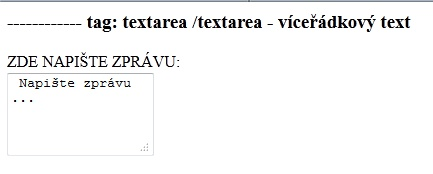 ------------ tag: textarea /textarea - víceřádkový text
ZDE NAPIŠTE ZPRÁVU:
Napište zprávu
...